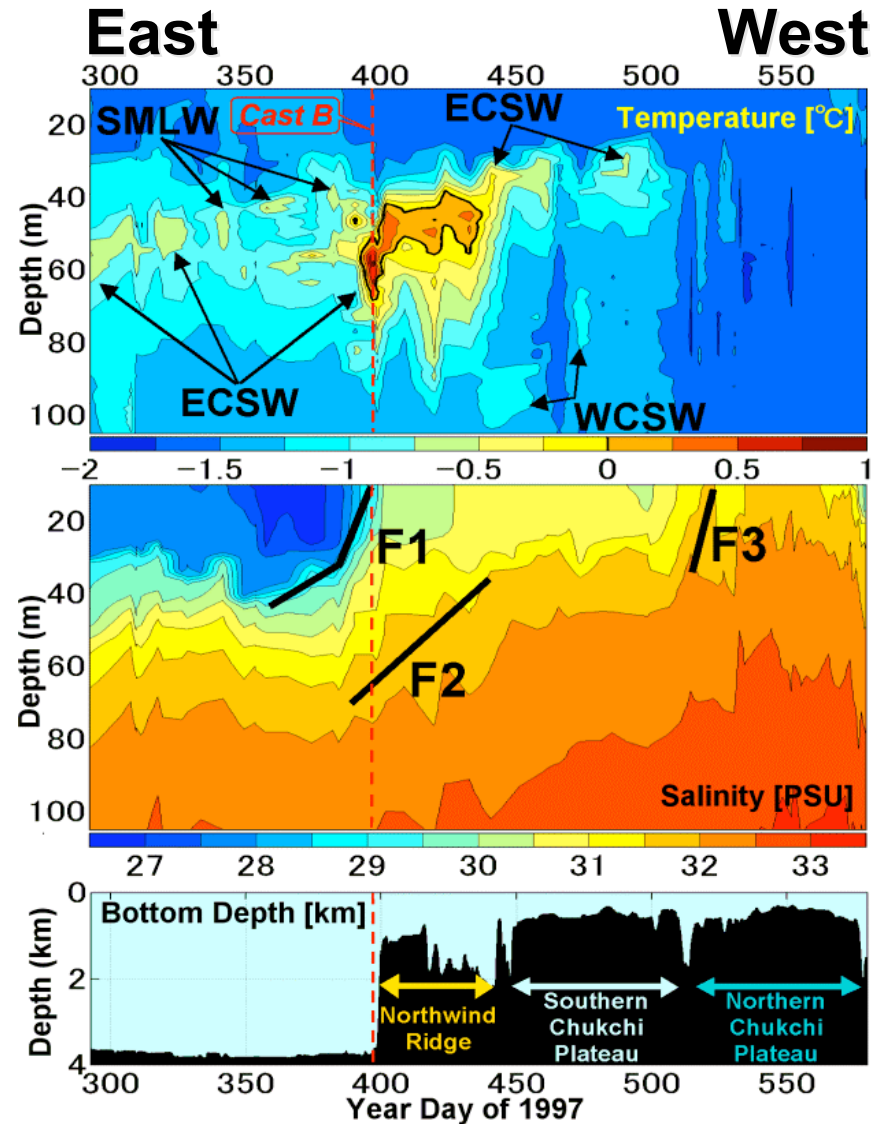 East West
300 350 400 450 500 550
SMLW Cast B ECSW Temperature [°C]
20
40
60
80
100
Depth (m)
ECSW
WCSW
−2 −1.5 −1 −0.5 0 0.5 1
20
40
60
80
100
Depth (m)
F1
F2
F3
Salinity [PSU]
27 28 29 30 31 32 33
0
2
4
Depth (km)
Bottom Depth [km]
Northwind
Ridge
Southern
Chukchi
Plateau
Northern
Chukchi
Plateau
300 350 400 450 500 550
Year Day of 1997